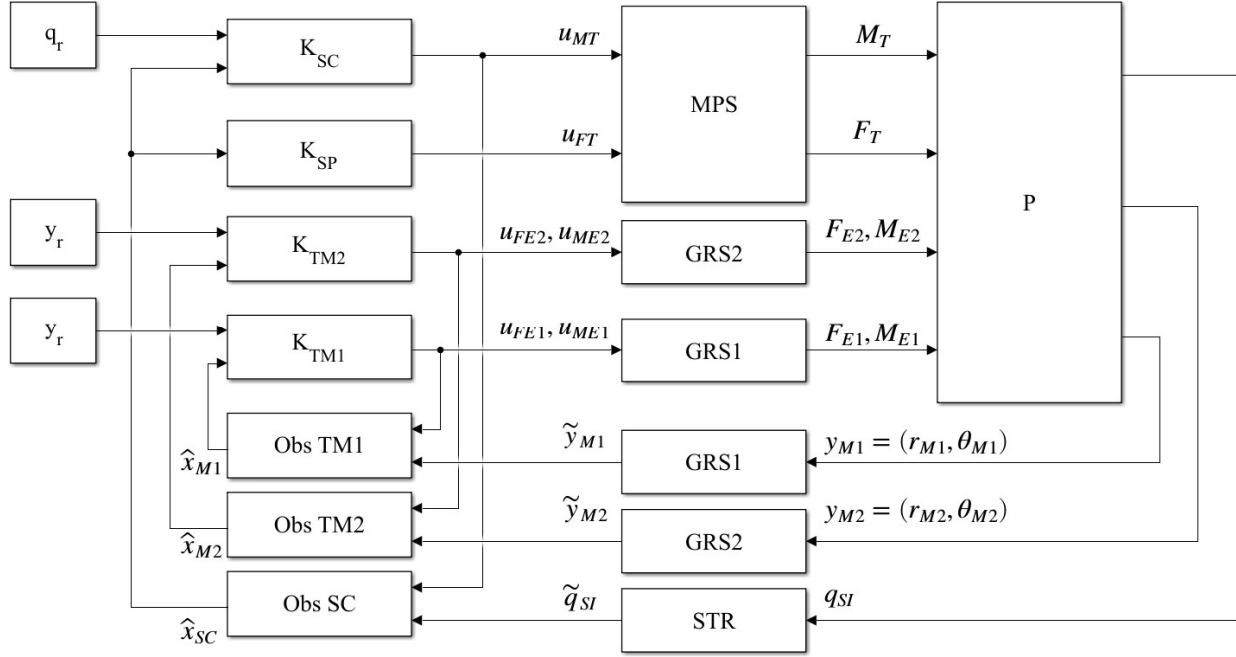 q_r
K_SC
u_MT
MPS
M_T
K_SP
u_FT
F_T
P
y_r
K_TM2
u_FE2, u_ME2
GRS2
F_E2, M_E2
y_r
K_TM1
u_FE1, u_ME1
GRS1
F_E1, M_E1
Obs TM1
x̂_M1
ỹ_M1
GRS1
y_M1 = (r_M1, θ_M1)
Obs TM2
x̂_M2
ỹ_M2
GRS2
y_M2 = (r_M2, θ_M2)
Obs SC
x̂_SC
q̃_SI
STR
q_SI